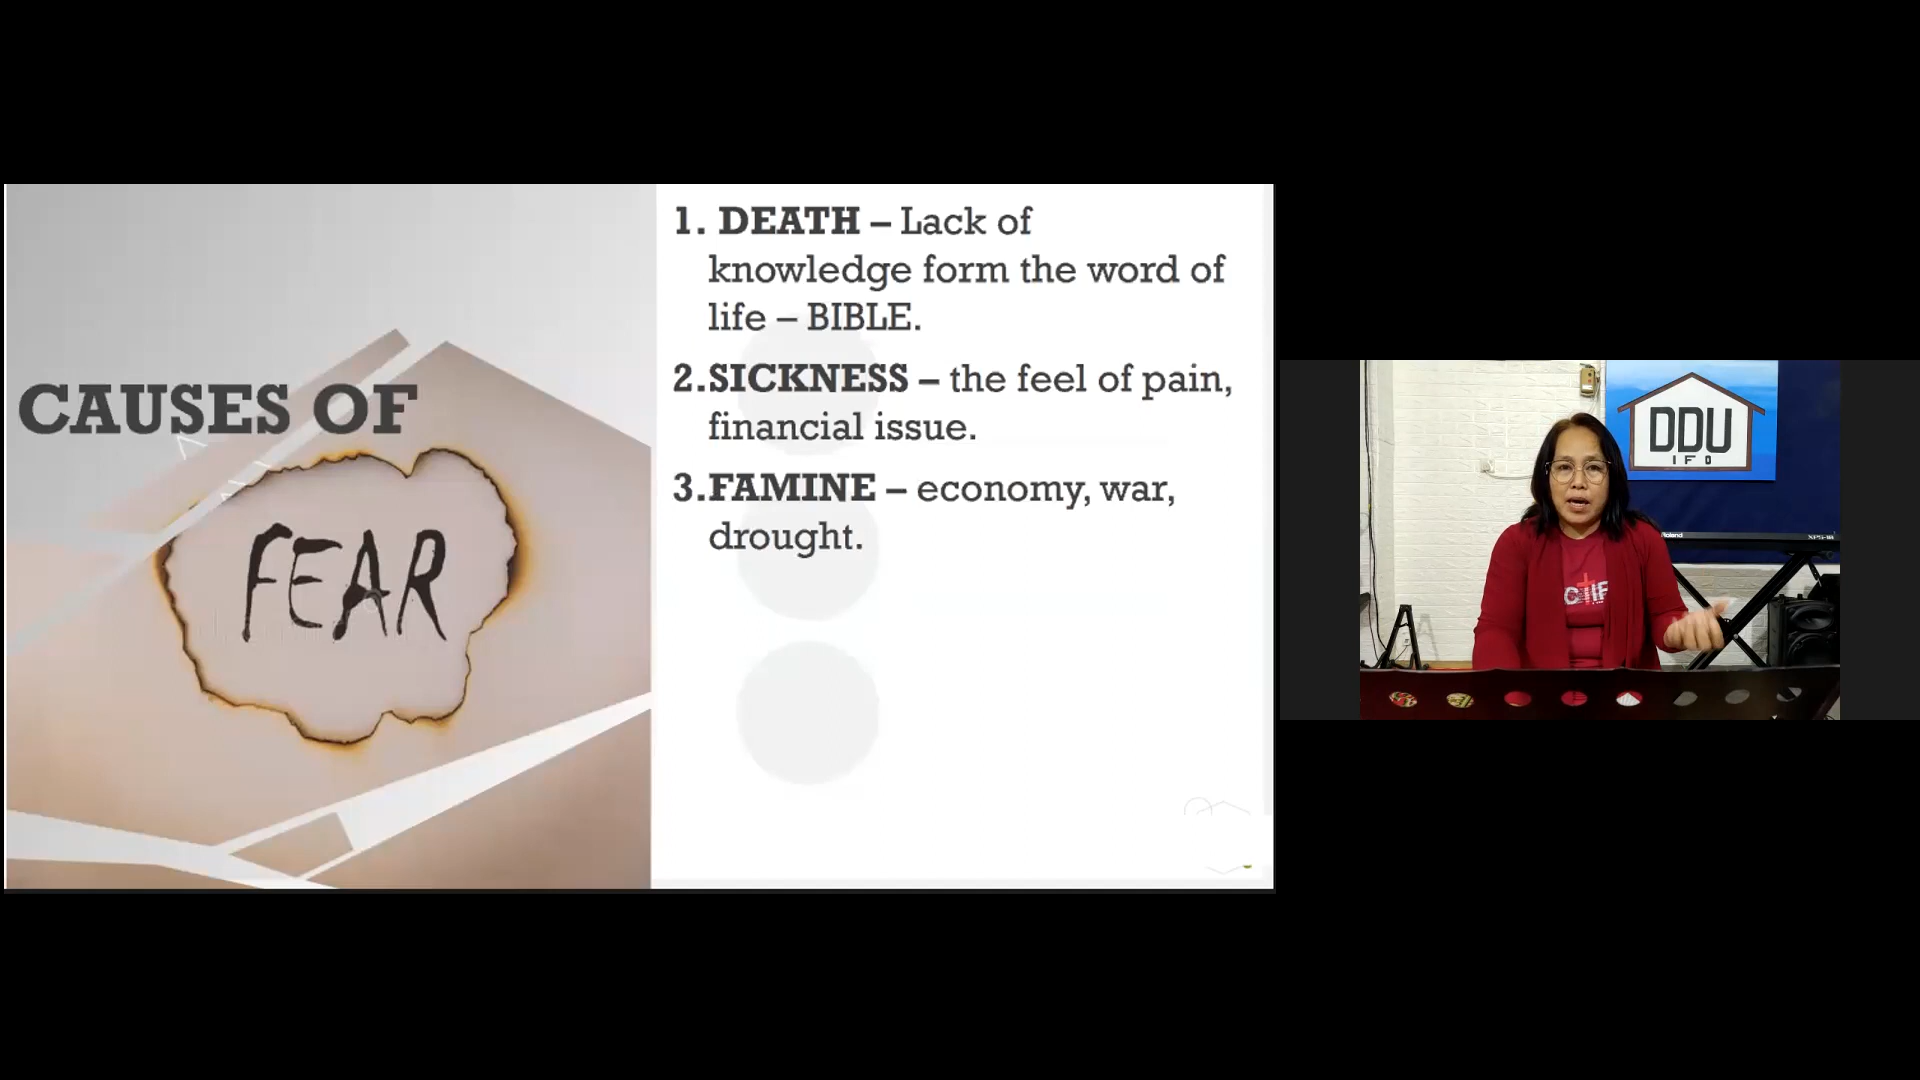 CAUSES OF
FEAR
1. DEATH – Lack of
knowledge form the word of
life – BIBLE.
2.SICKNESS – the feel of pain,
financial issue.
3.FAMINE – economy, war,
drought.
DDU
IFO
Roland